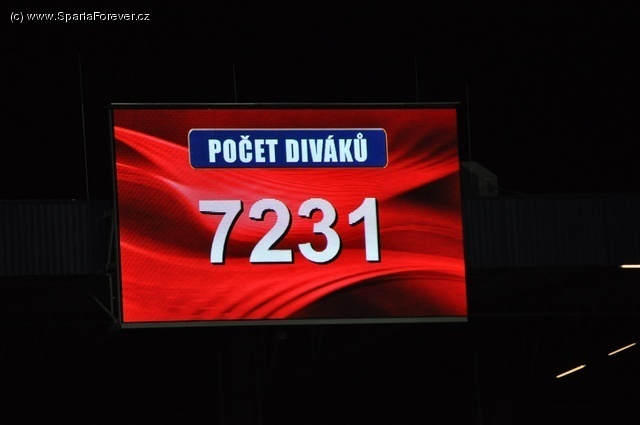 (c) www.SpartaForever.cz
POČET DIVÁKŮ
7231